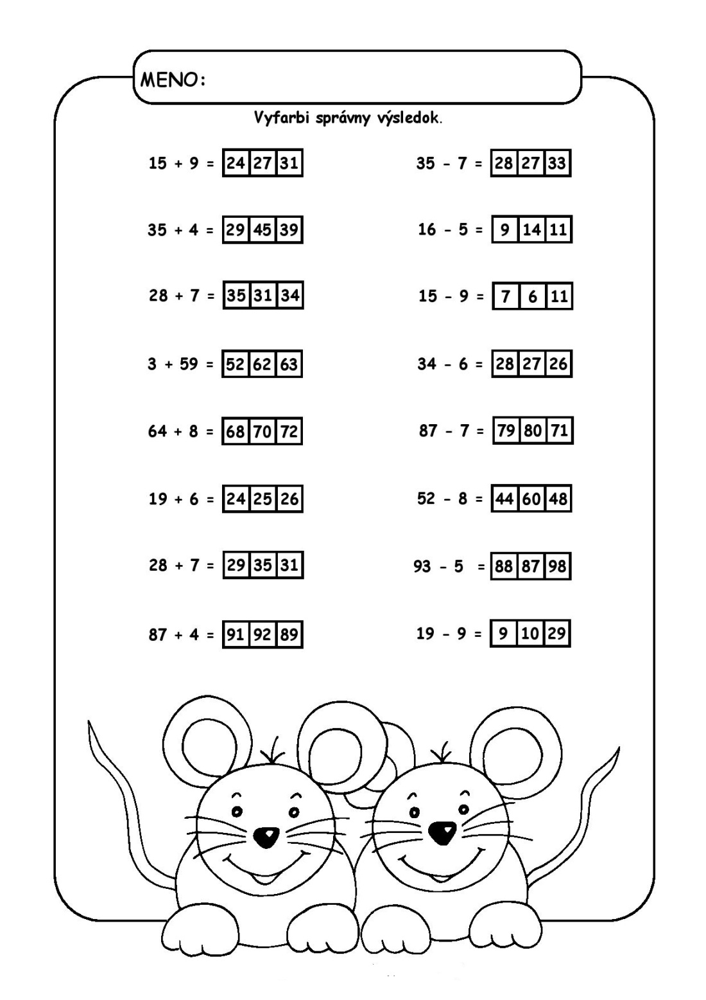 MENO:
Vyfarbi správny výsledok.
15 + 9 = 24 27 31
35 - 7 = 28 27 33
35 + 4 = 29 45 39
16 - 5 = 9 14 11
28 + 7 = 35 31 34
15 - 9 = 7 6 11
3 + 59 = 52 62 63
34 - 6 = 28 27 26
64 + 8 = 68 70 72
87 - 7 = 79 80 71
19 + 6 = 24 25 26
52 - 8 = 44 60 48
28 + 7 = 29 35 31
93 - 5 = 88 87 98
87 + 4 = 91 92 89
19 - 9 = 9 10 29